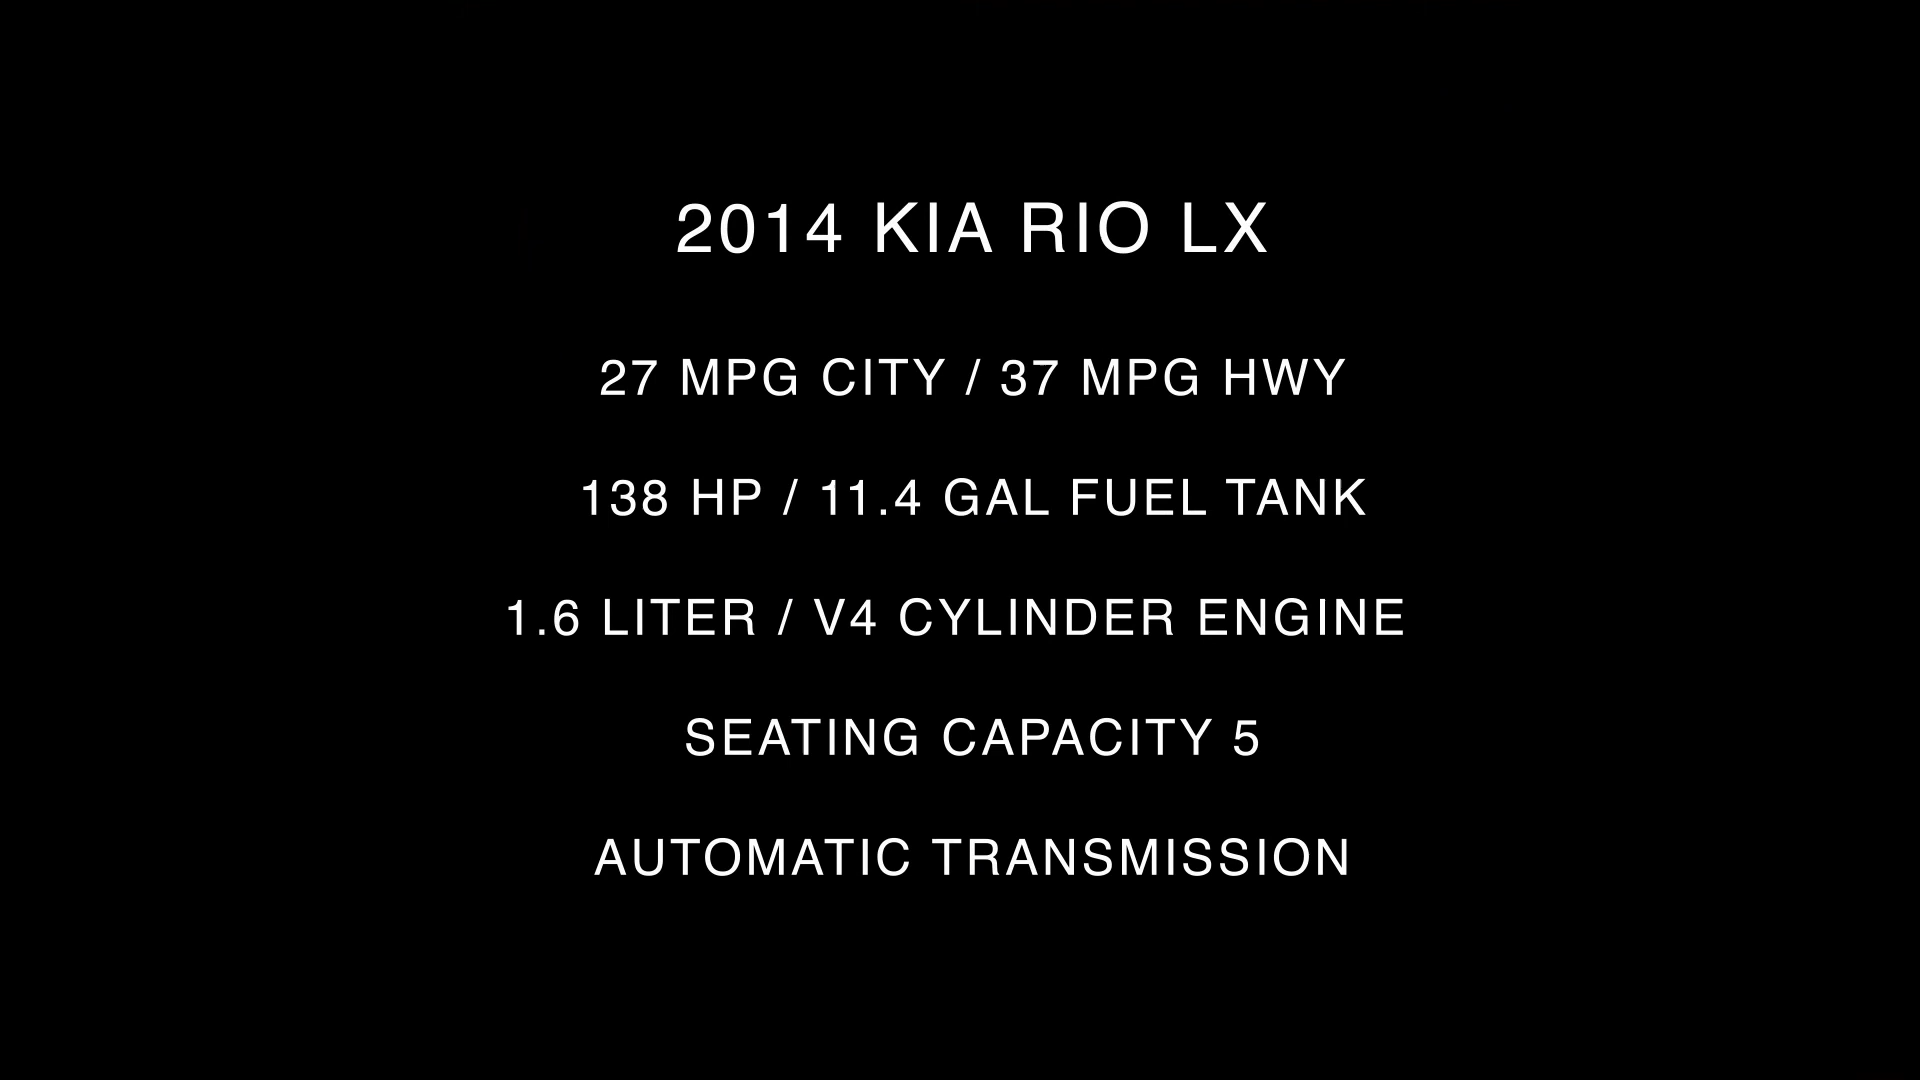 2014 KIA RIO LX
27 MPG CITY / 37 MPG HWY
138 HP / 11.4 GAL FUEL TANK
1.6 LITER / V4 CYLINDER ENGINE
SEATING CAPACITY 5
AUTOMATIC TRANSMISSION